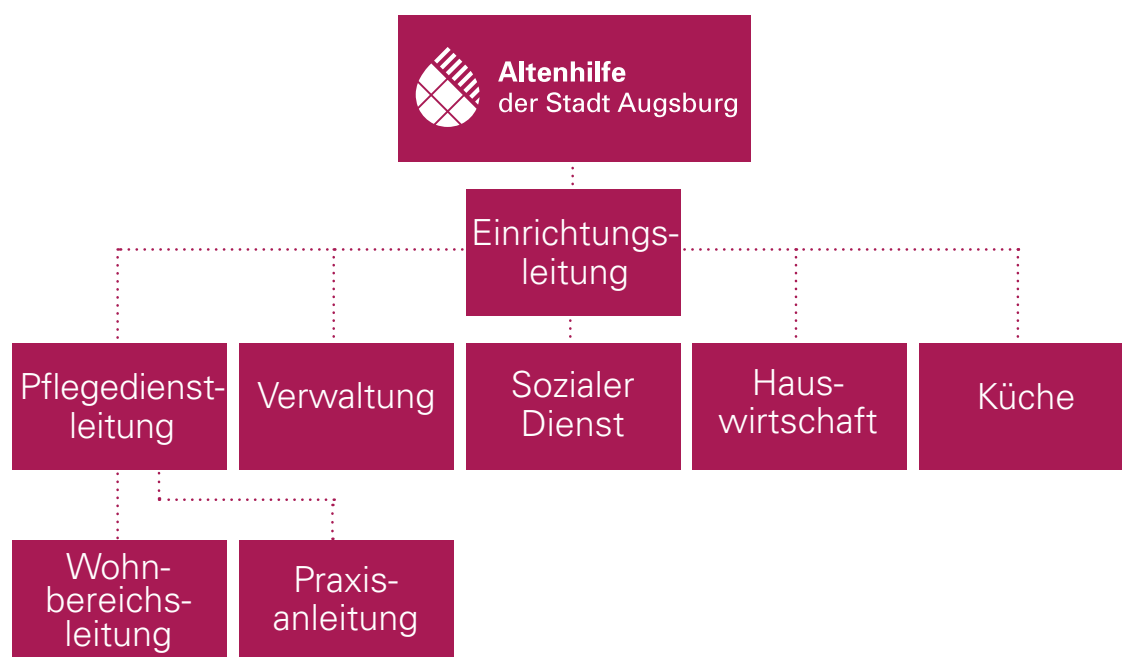 Altenhilfe
der Stadt Augsburg
Einrichtungs-
leitung
Pflegedienst-
leitung
Verwaltung
Sozialer
Dienst
Haus-
wirtschaft
Küche
Wohn-
bereichs-
leitung
Praxis-
anleitung